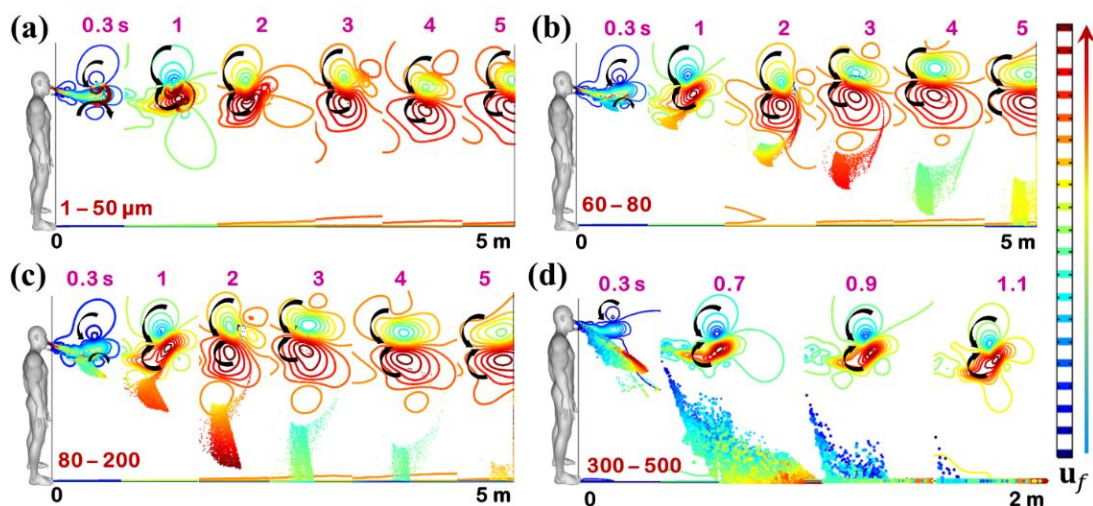 (a) 0.3 s 1 2 3 4 5
1 – 50 µm
0 5 m
(b) 0.3 s 1 2 3 4 5
60 – 80
0 5 m
(c) 0.3 s 1 2 3 4 5
80 – 200
0 5 m
(d) 0.3 s 0.7 0.9 1.1
300 – 500
0 2 m
u_f